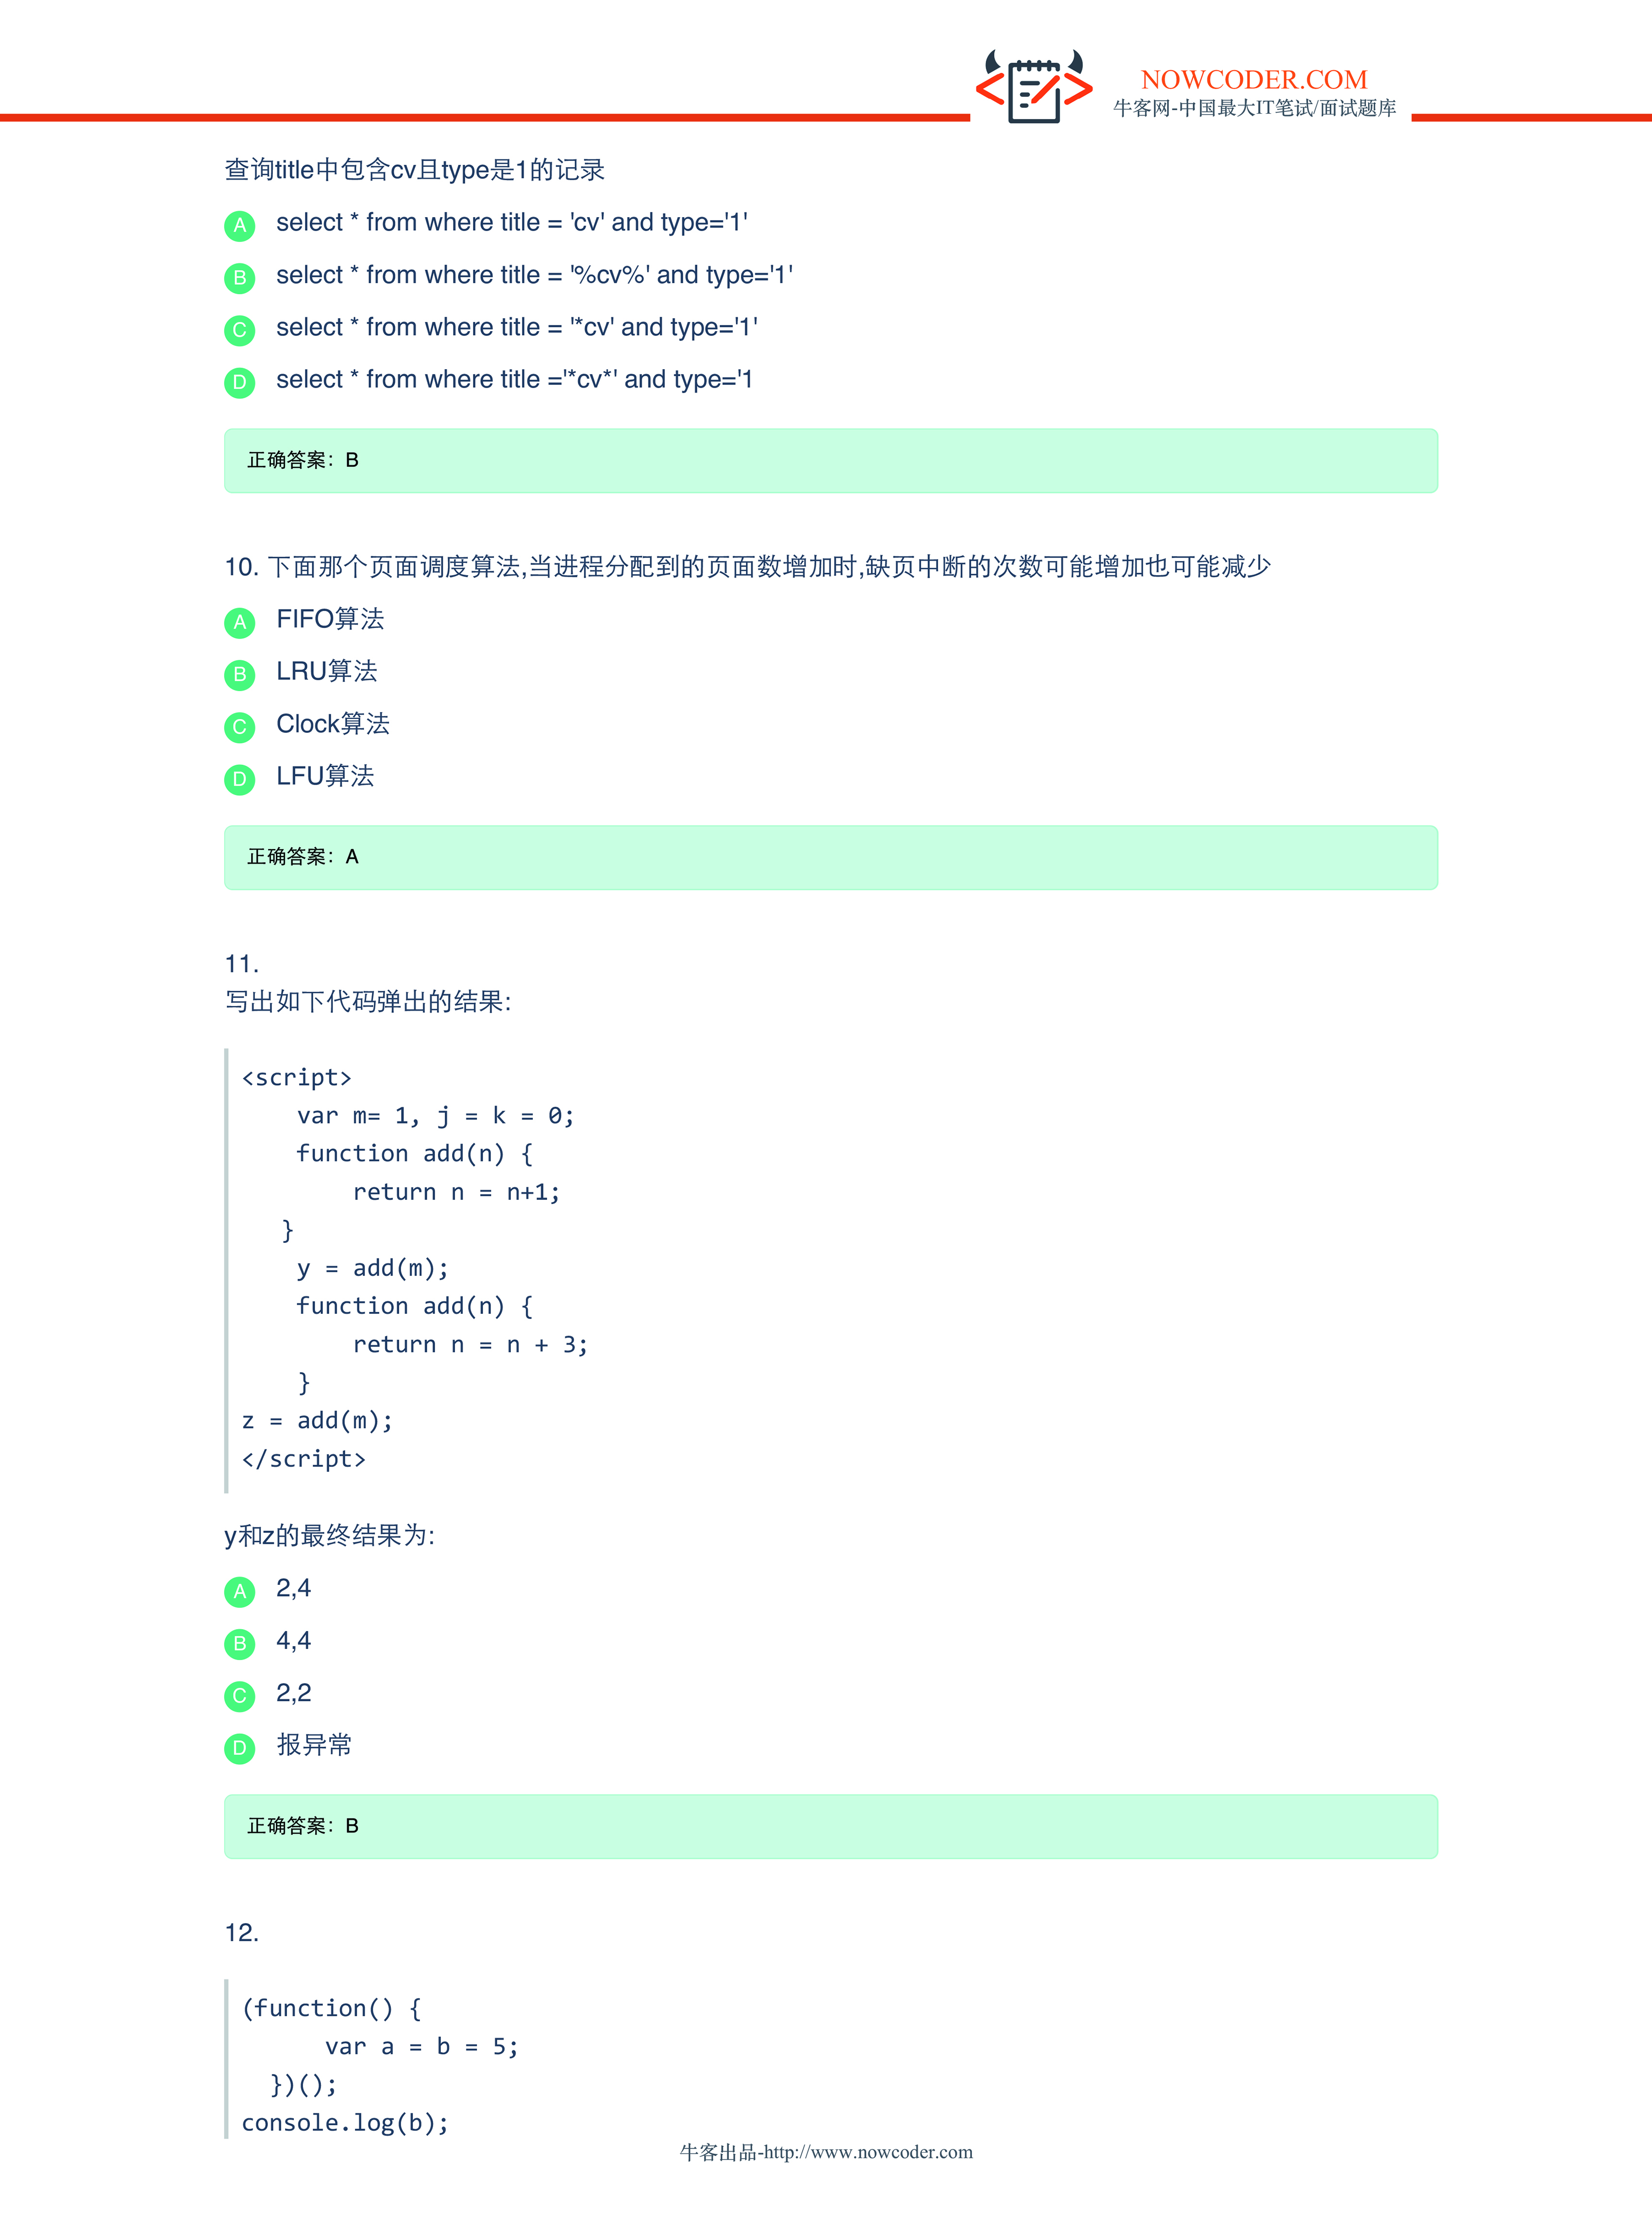 NOWCODER.COM
牛客网-中国最大IT笔试/面试题库
查询title中包含cv且type是1的记录
A select * from where title = 'cv' and type='1'
B select * from where title = '%cv%' and type='1'
C select * from where title = '*cv' and type='1'
D select * from where title ='*cv*' and type='1
正确答案：B
10. 下面那个页面调度算法,当进程分配到的页面数增加时,缺页中断的次数可能增加也可能减少
A FIFO算法
B LRU算法
C Clock算法
D LFU算法
正确答案：A
11.
写出如下代码弹出的结果:
<script>
    var m= 1, j = k = 0;
    function add(n) {
        return n = n+1;
   }
    y = add(m);
    function add(n) {
        return n = n + 3;
    }
z = add(m);
</script>
y和z的最终结果为:
A 2,4
B 4,4
C 2,2
D 报异常
正确答案：B
12.
(function() {
      var a = b = 5;
  })();
console.log(b);
牛客出品-http://www.nowcoder.com